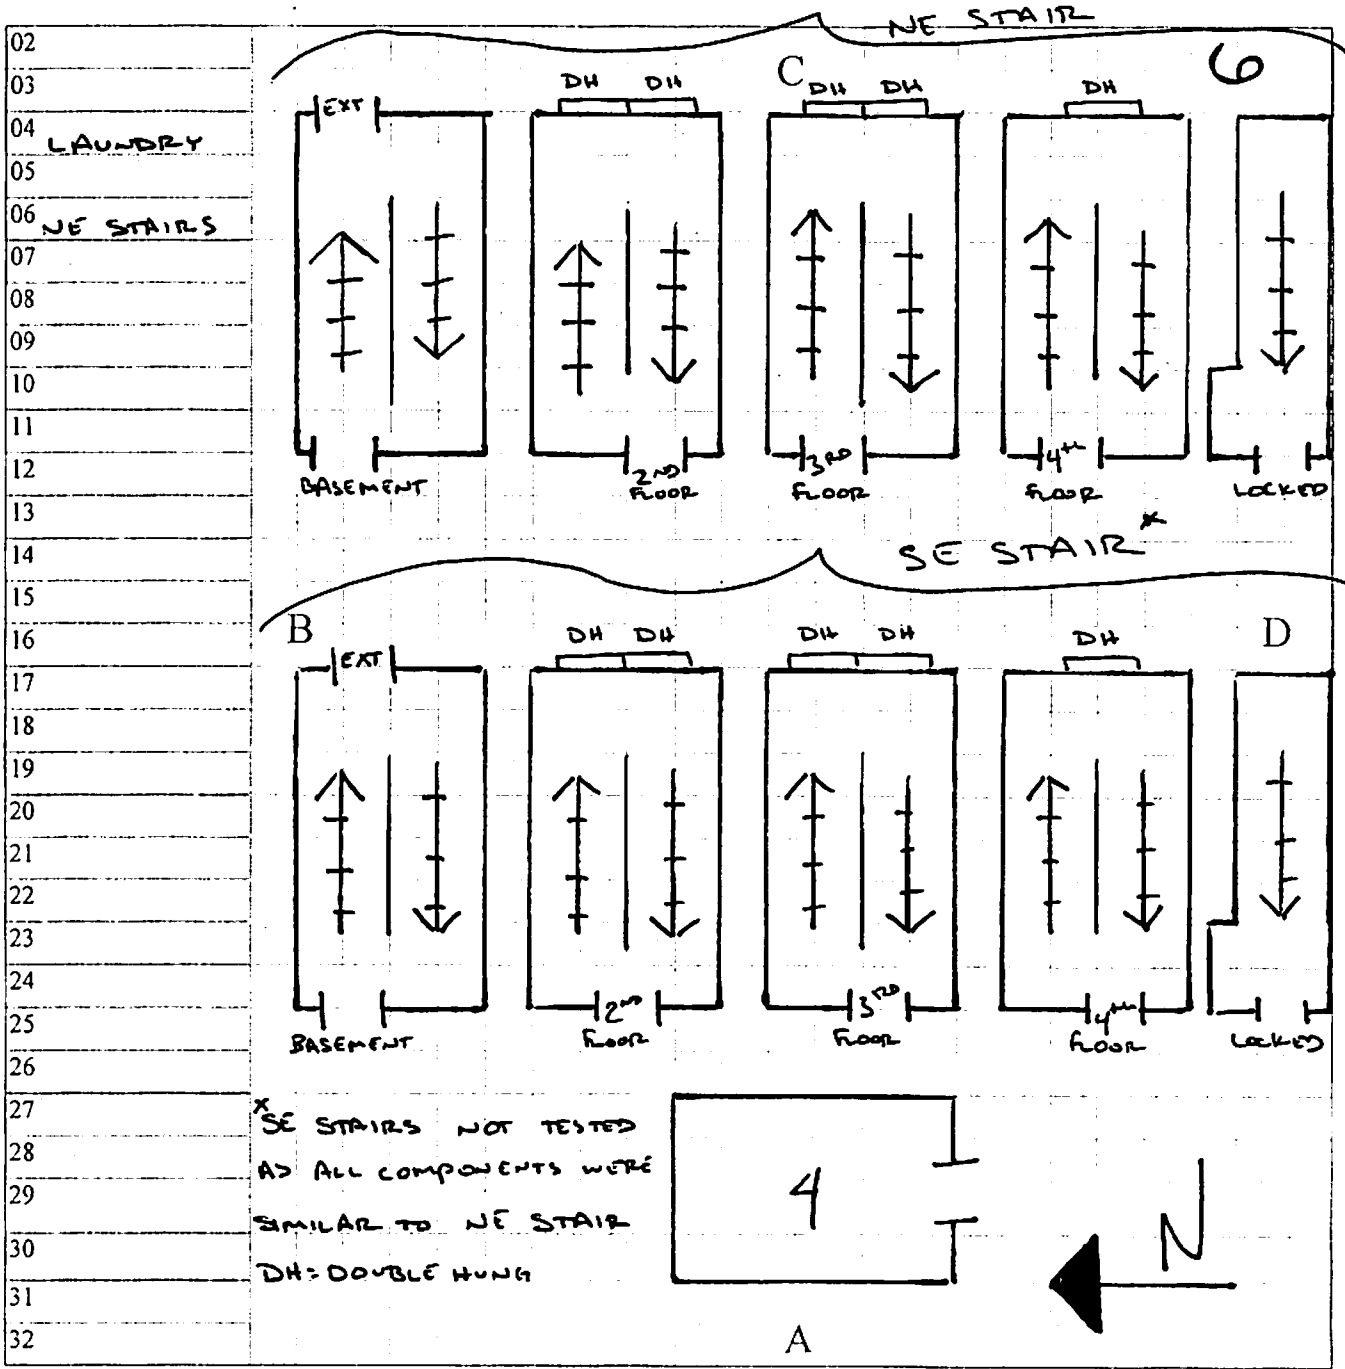 NE STAIR
02
03
C
6
DH DH DH DH DH
EXT
04
LAUNDRY
05
06
NE STAIRS
07
08
09
10
11
12
2ND 3RD 4th
BASEMENT FLOOR FLOOR FLOOR LOCKED
13
SE STAIR*
14
15
16
B
DH DH DH DH DH
D
EXT
17
18
19
20
21
22
23
24
25
2ND 3RD 4th
BASEMENT FLOOR FLOOR FLOOR LOCKED
26
27
*SE STAIRS NOT TESTED
28
AS ALL COMPONENTS WERE
29
SIMILAR TO NE STAIR
4
N
30
DH = DOUBLE HUNG
31
32
A